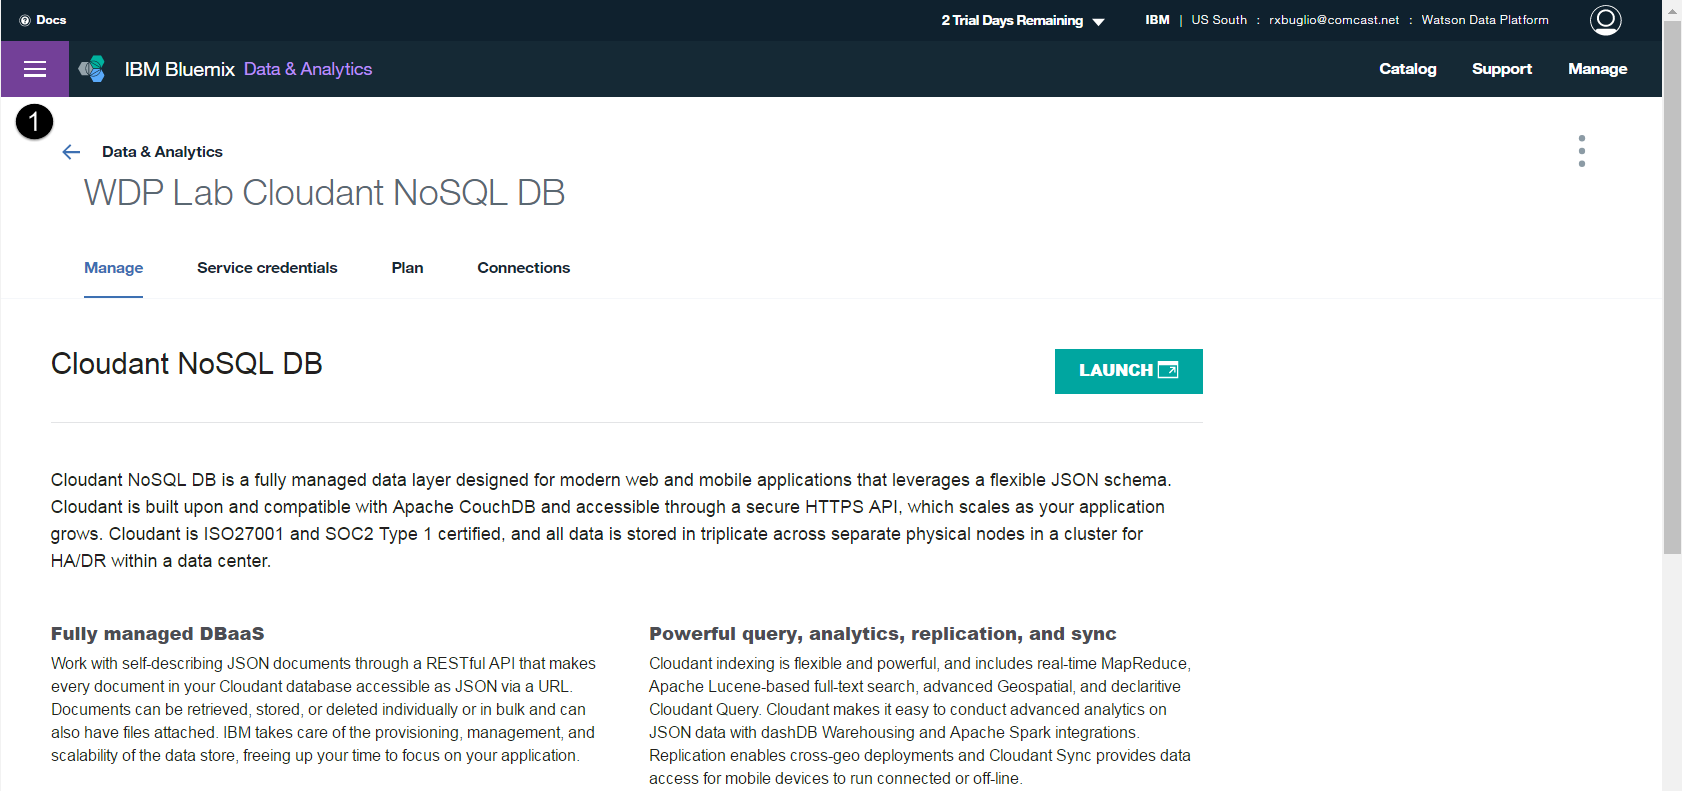 Docs
2 Trial Days Remaining
IBM | US South : rxbuglio@comcast.net : Watson Data Platform
IBM Bluemix Data & Analytics
Catalog
Support
Manage
1
Data & Analytics
WDP Lab Cloudant NoSQL DB
Manage
Service credentials
Plan
Connections
Cloudant NoSQL DB
LAUNCH
Cloudant NoSQL DB is a fully managed data layer designed for modern web and mobile applications that leverages a flexible JSON schema.
Cloudant is built upon and compatible with Apache CouchDB and accessible through a secure HTTPS API, which scales as your application
grows. Cloudant is ISO27001 and SOC2 Type 1 certified, and all data is stored in triplicate across separate physical nodes in a cluster for
HA/DR within a data center.
Fully managed DBaaS
Work with self-describing JSON documents through a RESTful API that makes
every document in your Cloudant database accessible as JSON via a URL.
Documents can be retrieved, stored, or deleted individually or in bulk and can
also have files attached. IBM takes care of the provisioning, management, and
scalability of the data store, freeing up your time to focus on your application.
Powerful query, analytics, replication, and sync
Cloudant indexing is flexible and powerful, and includes real-time MapReduce,
Apache Lucene-based full-text search, advanced Geospatial, and declaritive
Cloudant Query. Cloudant makes it easy to conduct advanced analytics on
JSON data with dashDB Warehousing and Apache Spark integrations.
Replication enables cross-geo deployments and Cloudant Sync provides data
access for mobile devices to run connected or off-line.